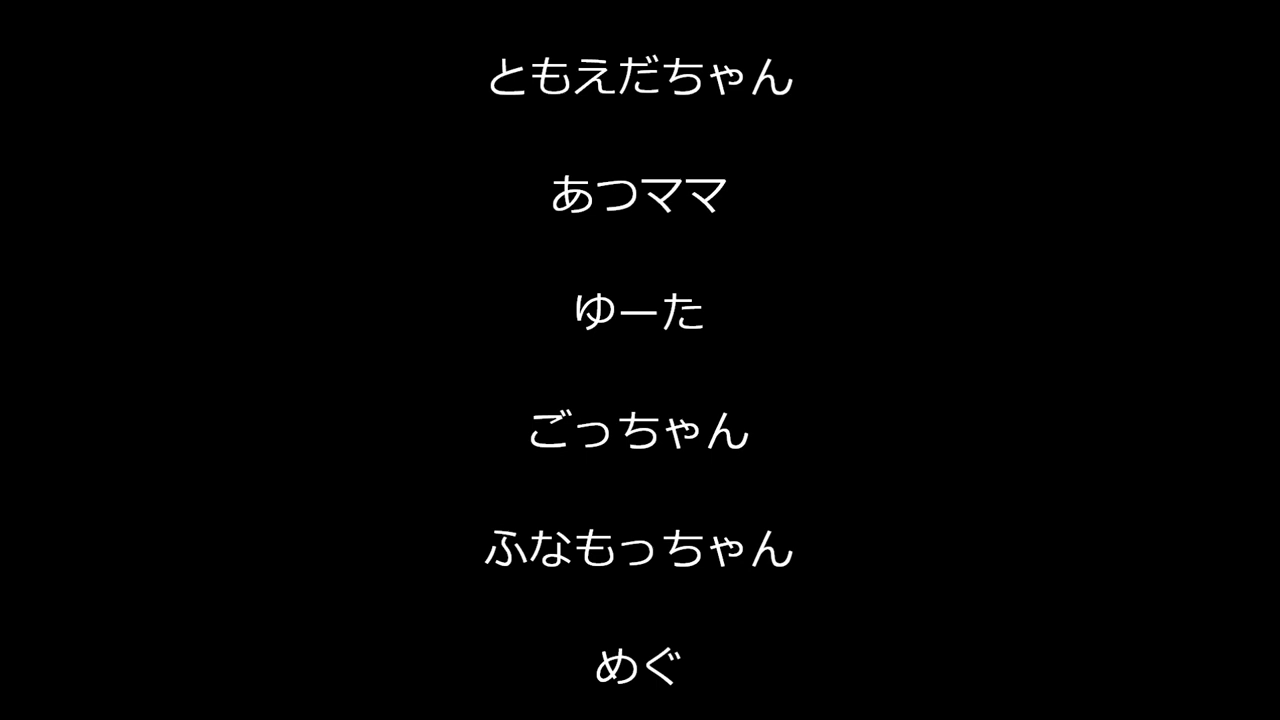 ともえだちゃん
あつママ
ゆーた
ごっちゃん
ふなもっちゃん
めぐ